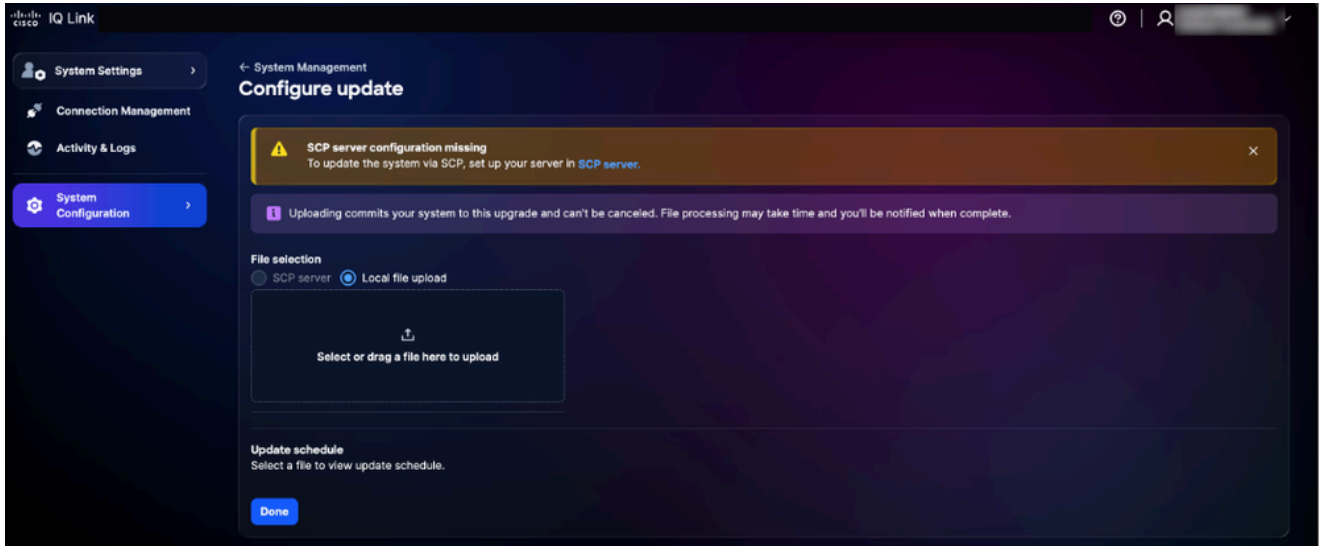 cisco IQ Link
System Settings
Connection Management
Activity & Logs
System
Configuration
← System Management
Configure update
SCP server configuration missing
To update the system via SCP, set up your server in SCP server.
Uploading commits your system to this upgrade and can't be canceled. File processing may take time and you'll be notified when complete.
File selection
SCP server Local file upload
Select or drag a file here to upload
Update schedule
Select a file to view update schedule.
Done